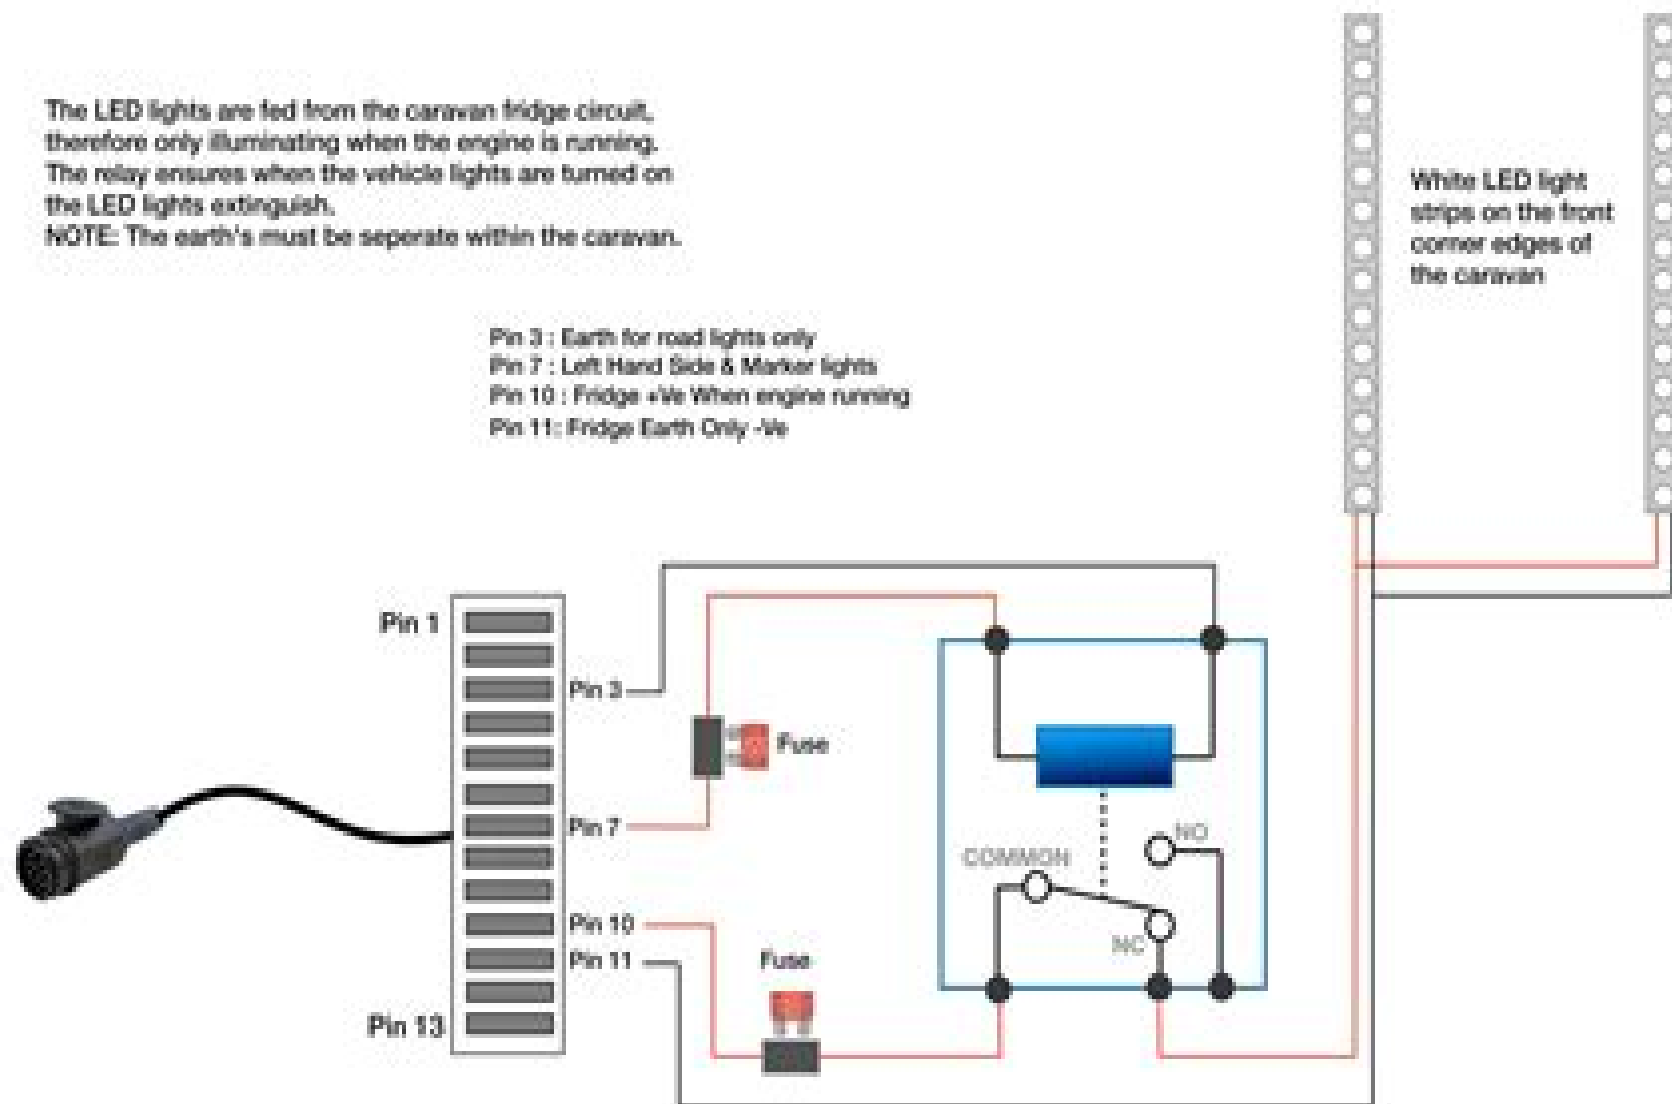 The LED lights are fed from the caravan fridge circuit,
therefore only illuminating when the engine is running.
The relay ensures when the vehicle lights are turned on
the LED lights extinguish.
NOTE: The earth's must be seperate within the caravan.
White LED light
strips on the front
corner edges of
the caravan
Pin 3 : Earth for road lights only
Pin 7 : Left Hand Side & Marker lights
Pin 10 : Fridge +Ve When engine running
Pin 11: Fridge Earth Only -Ve
Pin 1
Pin 3
Fuse
Pin 7
NO
COMMON
Pin 10
NC
Pin 11
Fuse
Pin 13